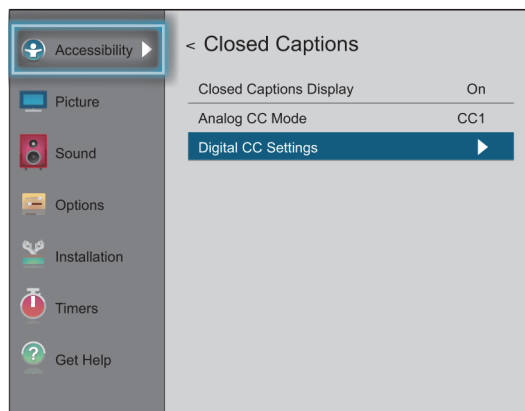 Accessibility
Picture
Sound
Options
Installation
Timers
Get Help
< Closed Captions
Closed Captions Display On
Analog CC Mode CC1
Digital CC Settings